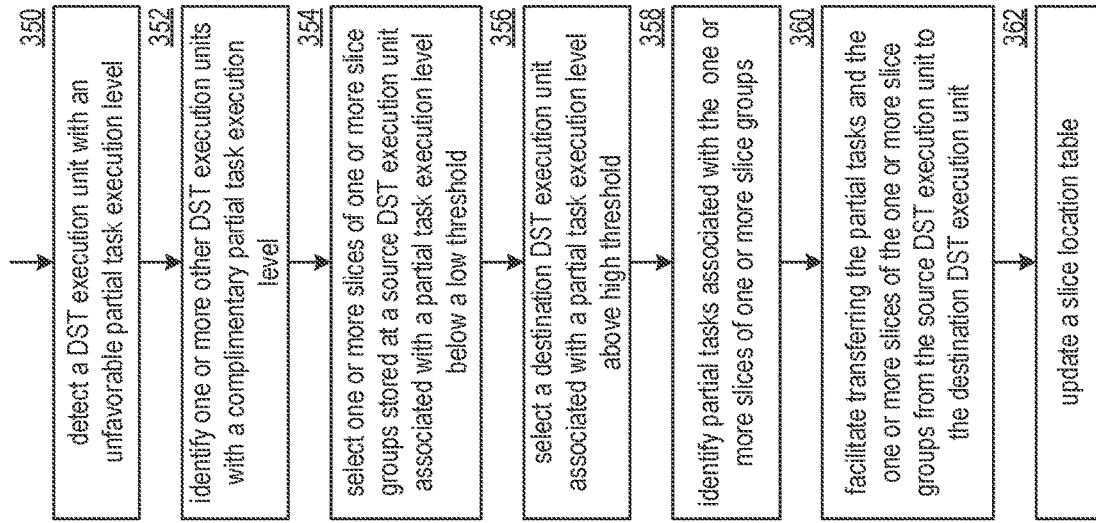 350
detect a DST execution unit with an
unfavorable partial task execution level
352
identify one or more other DST execution units
with a complimentary partial task execution
level
354
select one or more slices of one or more slice
groups stored at a source DST execution unit
associated with a partial task execution level
below a low threshold
356
select a destination DST execution unit
associated with a partial task execution level
above high threshold
358
identify partial tasks associated with the one or
more slices of one or more slice groups
360
facilitate transferring the partial tasks and the
one or more slices of the one or more slice
groups from the source DST execution unit to
the destination DST execution unit
362
update a slice location table